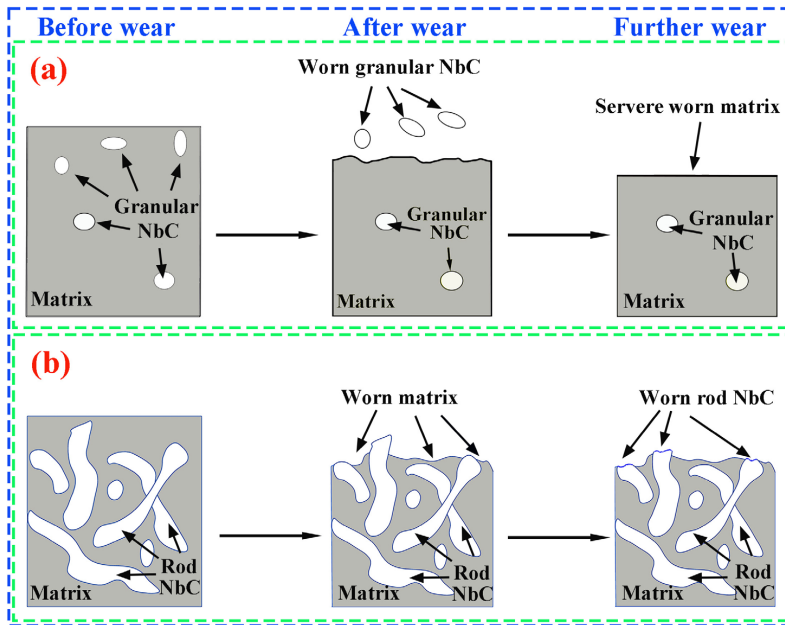 Before wear
After wear
Further wear
(a)
Worn granular NbC
Servere worn matrix
Granular
NbC
Matrix
Granular
NbC
Matrix
Granular
NbC
Matrix
(b)
Worn matrix
Worn rod NbC
Rod
NbC
Matrix
Rod
NbC
Matrix
Rod
NbC
Matrix